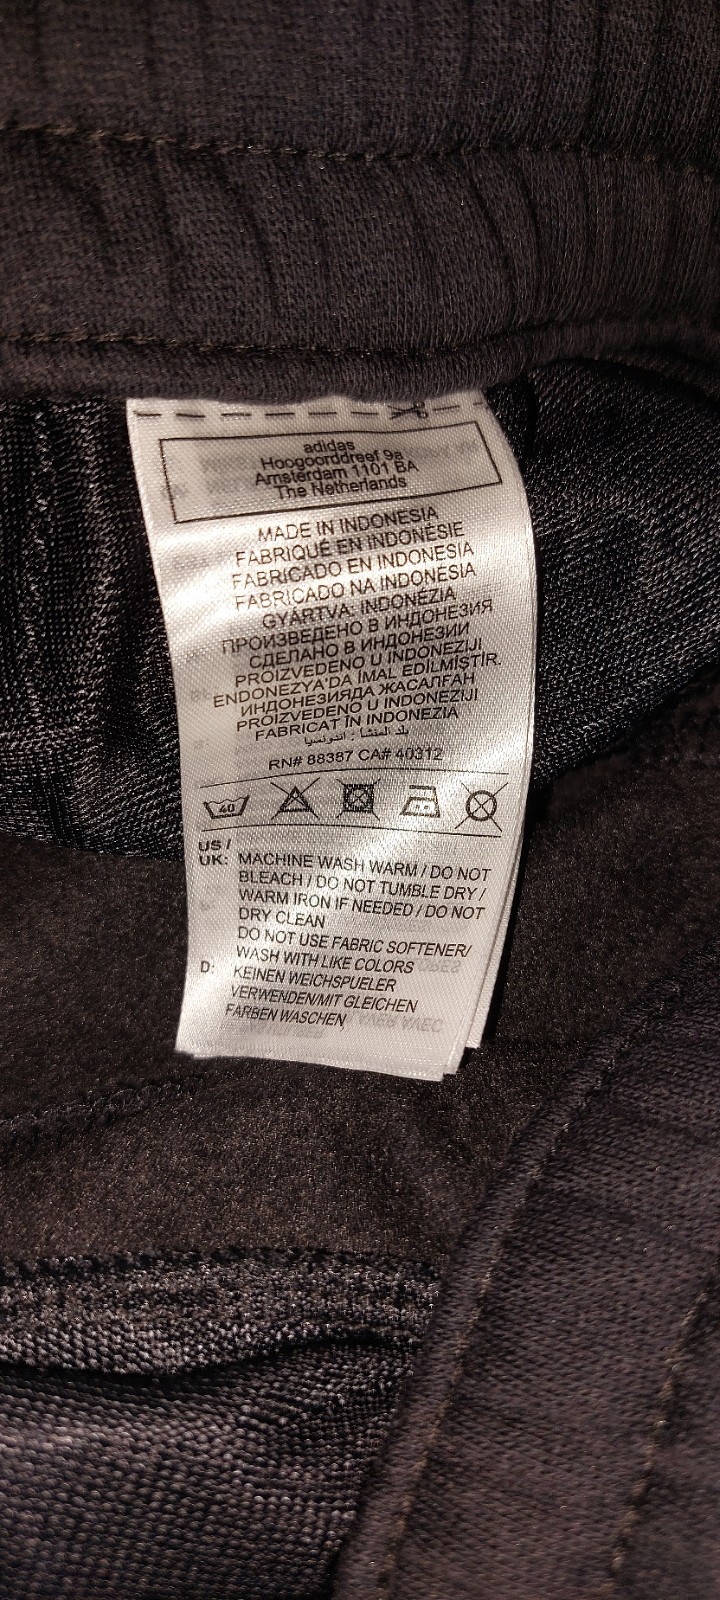 adidas
Hoogoorddreef 9a
Amsterdam 1101 BA
The Netherlands
MADE IN INDONESIA
FABRIQUÉ EN INDONÉSIE
FABRICADO EN INDONESIA
FABRICADO NA INDONÉSIA
GYÁRTVA: INDONÉZIA
ПРОИЗВЕДЕНО В ИНДОНЕЗИЯ
СДЕЛАНО В ИНДОНЕЗИИ
PROIZVEDENO U INDONEZIJI
ENDONEZYA'DA İMAL EDİLMİŞTİR.
ИНДОНЕЗИЯДА ЖАСАЛҒАН
PROIZVEDENO U INDONEZIJI
FABRICAT ÎN INDONEZIA
بلد المنشأ : اندونسيا
RN# 88387 CA# 40312
40
US /
UK: MACHINE WASH WARM / DO NOT
BLEACH / DO NOT TUMBLE DRY /
WARM IRON IF NEEDED / DO NOT
DRY CLEAN
DO NOT USE FABRIC SOFTENER/
WASH WITH LIKE COLORS
D: KEINEN WEICHSPUELER
VERWENDEN/MIT GLEICHEN
FARBEN WASCHEN